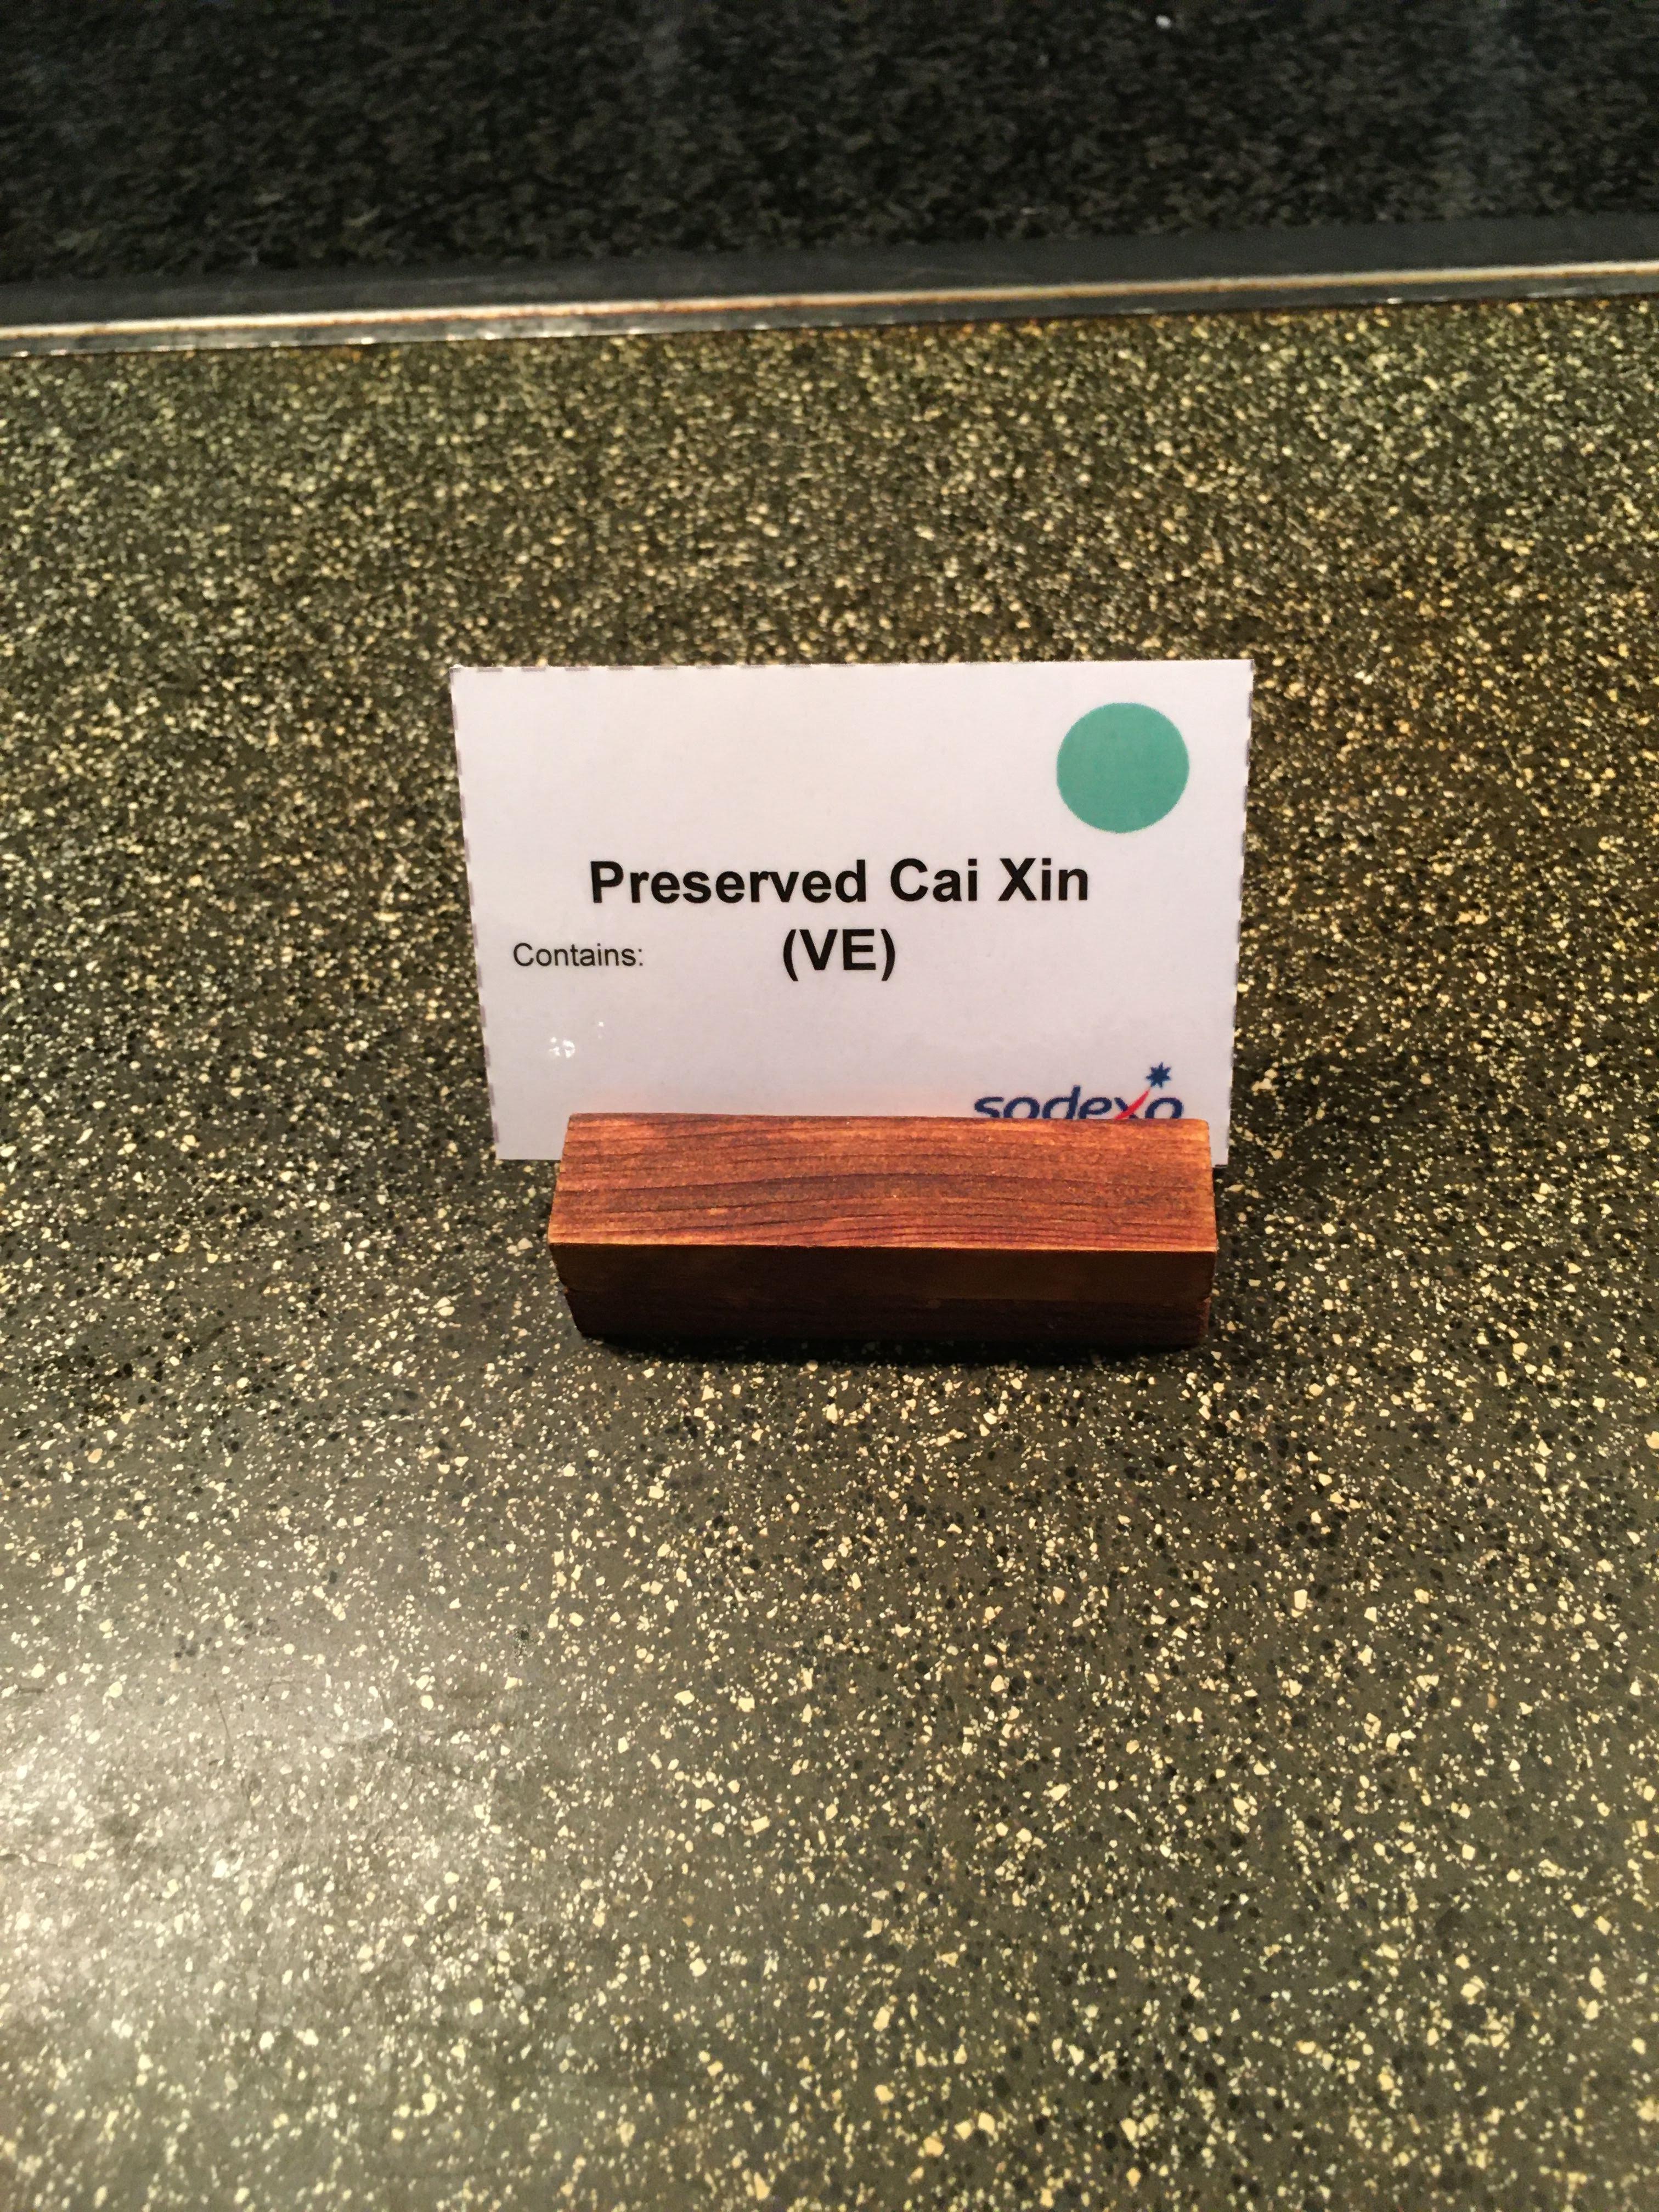 Preserved Cai Xin
(VE)
Contains:
sodexo